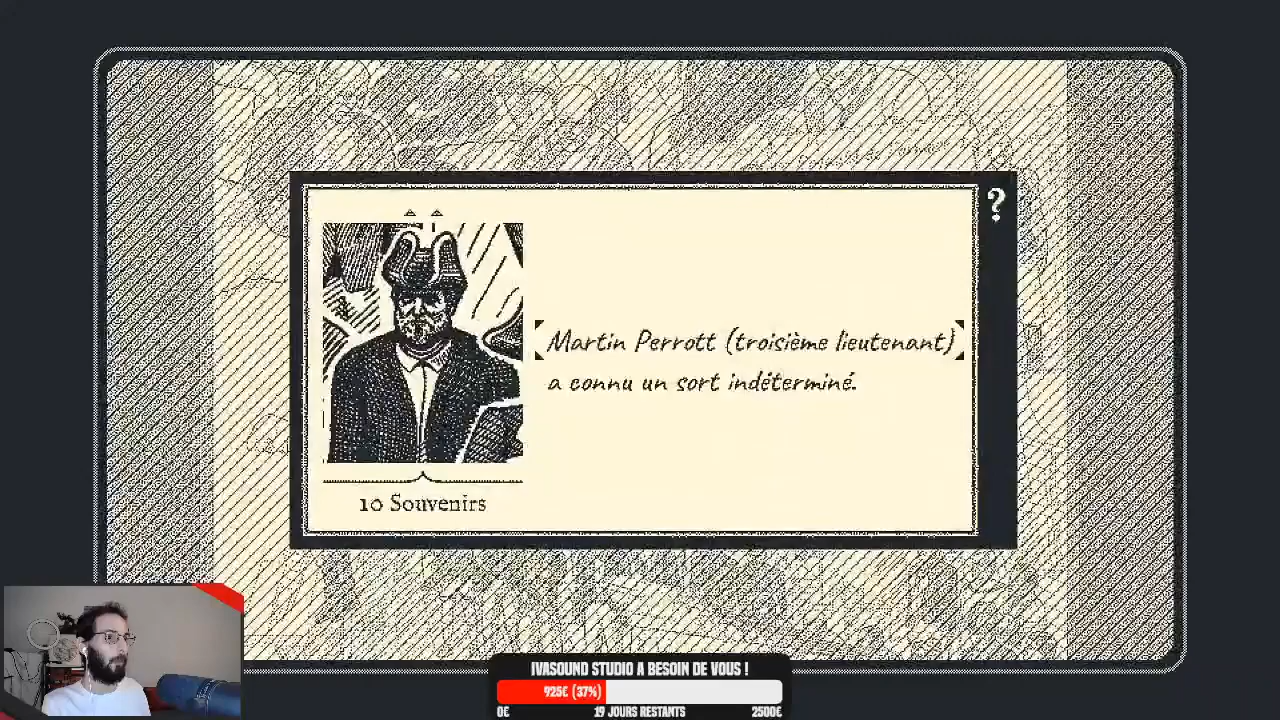 ?
Martin Perrott (troisième lieutenant)
a connu un sort indéterminé.
10 Souvenirs
IVASOUND STUDIO A BESOIN DE VOUS !
925€ (37%)
0€ 19 JOURS RESTANTS 2500€